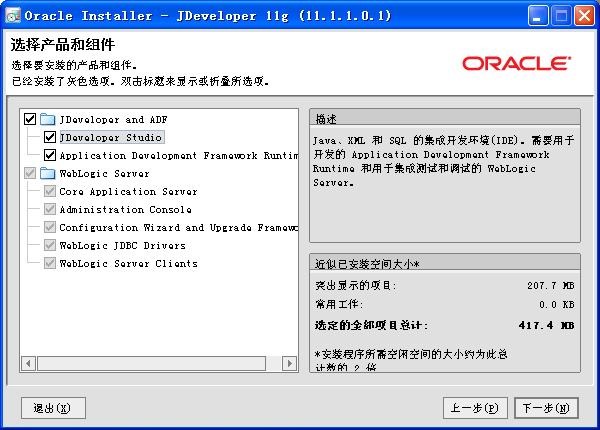 Oracle Installer - JDeveloper 11g (11.1.1.0.1)
选择产品和组件
选择要安装的产品和组件。
已经安装了灰色选项。双击标题来显示或折叠所选项。
ORACLE
JDeveloper and ADF
JDeveloper Studio
Application Development Framework Runtim
WebLogic Server
Core Application Server
Administration Console
Configuration Wizard and Upgrade Framewo
WebLogic JDBC Drivers
WebLogic Server Clients
描述
Java、XML 和 SQL 的集成开发环境(IDE)。需要用于
开发的 Application Development Framework
Runtime 和用于集成测试和调试的 WebLogic
Server。
近似已安装空间大小*
突出显示的项目: 207.7 MB
常用工件: 0.0 KB
选定的全部项目总计: 417.4 MB
*安装程序所需空闲空间的大小约为此总
计数的 2 倍
退出(X)
上一步(P)
下一步(N)